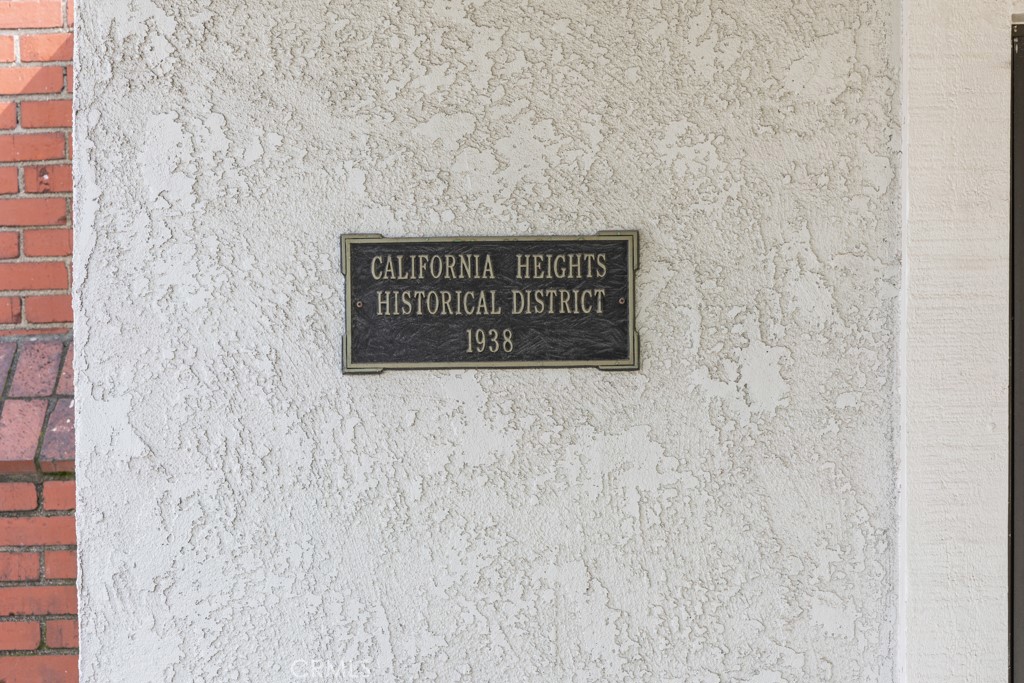 CALIFORNIA HEIGHTS
HISTORICAL DISTRICT
1938
CRMLS